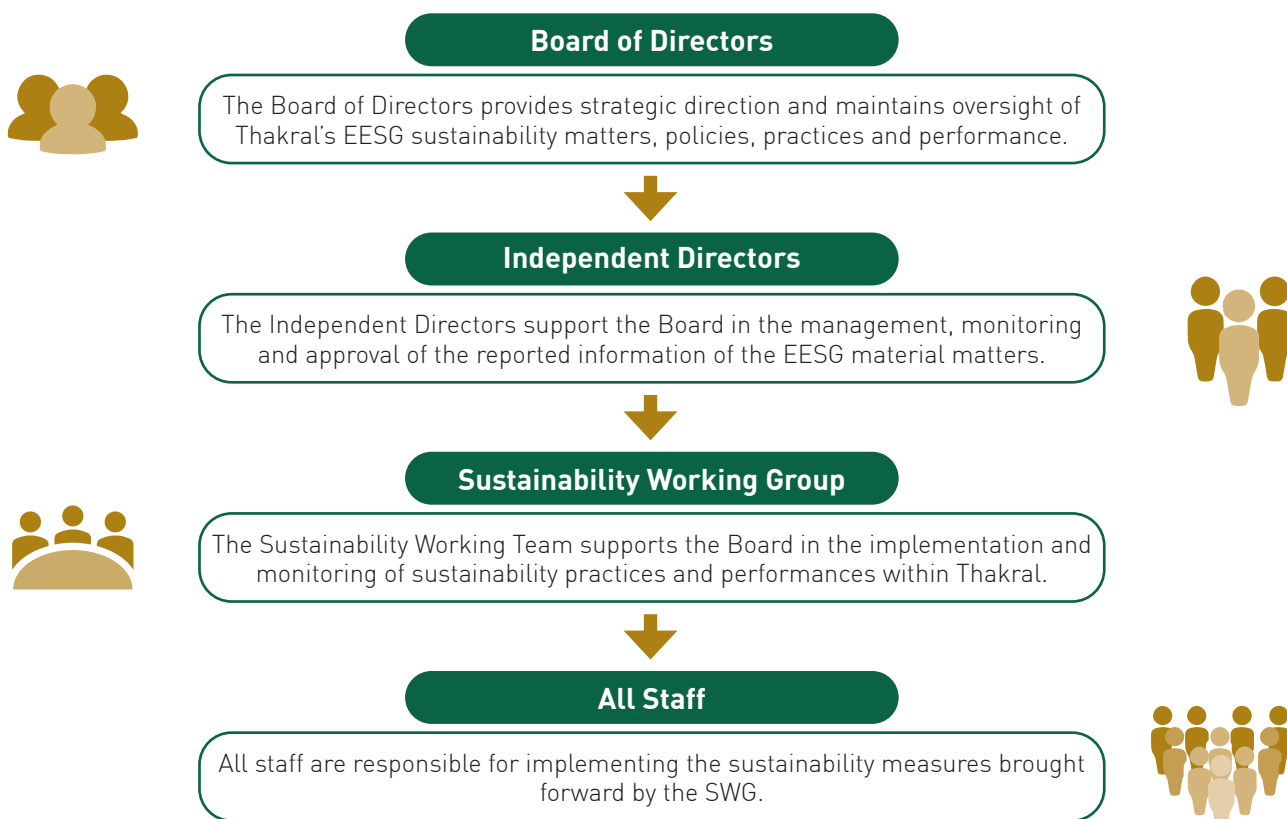 Board of Directors
The Board of Directors provides strategic direction and maintains oversight of
Thakral’s EESG sustainability matters, policies, practices and performance.
Independent Directors
The Independent Directors support the Board in the management, monitoring
and approval of the reported information of the EESG material matters.
Sustainability Working Group
The Sustainability Working Team supports the Board in the implementation and
monitoring of sustainability practices and performances within Thakral.
All Staff
All staff are responsible for implementing the sustainability measures brought
forward by the SWG.